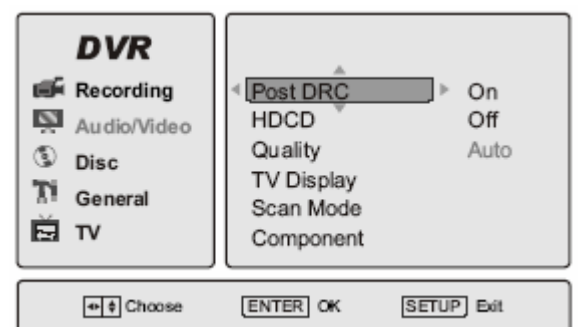 DVR
Recording
Audio/Video
Disc
General
TV
Post DRC On
HDCD Off
Quality Auto
TV Display
Scan Mode
Component
Choose ENTER OK SETUP Exit